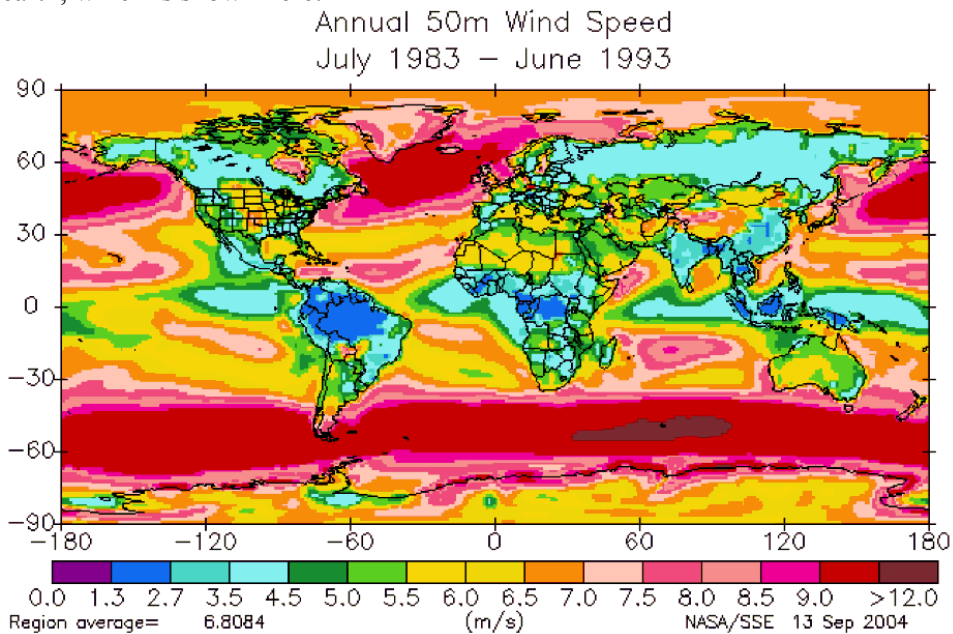 Annual 50m Wind Speed
July 1983 – June 1993
90
60
30
0
−30
−60
−90
−180 −120 −60 0 60 120 180
0.0 1.3 2.7 3.5 4.5 5.0 5.5 6.0 6.5 7.0 7.5 8.0 8.5 9.0 >12.0
Region average= 6.8084 (m/s) NASA/SSE 13 Sep 2004